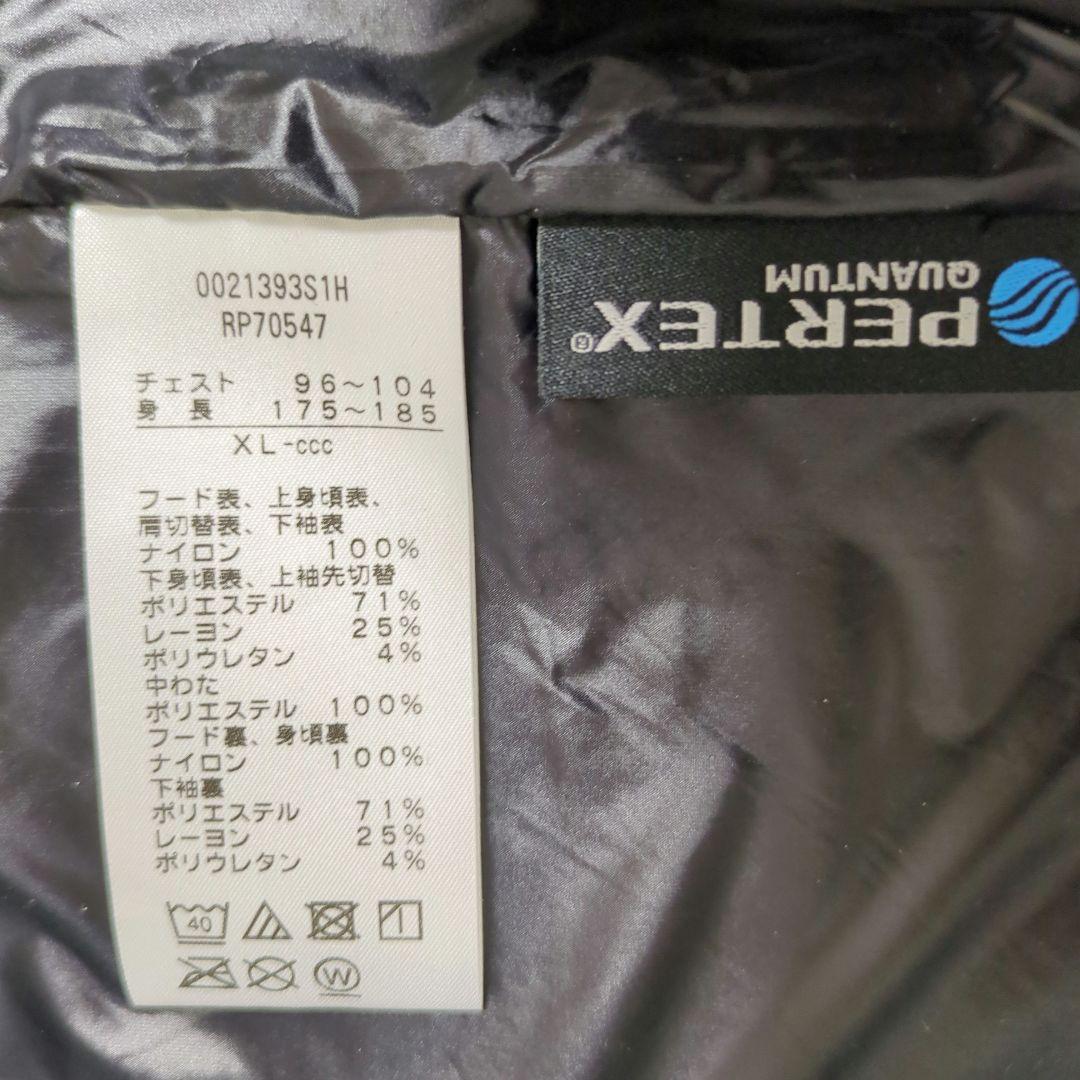 0021393S1H
RP70547
チェスト 96～104
身長 175～185
XL-ccc
フード表、上身頃表、
肩切替表、下袖表
ナイロン 100%
下身頃表、上袖先切替
ポリエステル 71%
レーヨン 25%
ポリウレタン 4%
中わた
ポリエステル 100%
フード裏、身頃裏
ナイロン 100%
下袖裏
ポリエステル 71%
レーヨン 25%
ポリウレタン 4%
40
W
PERTEX®
QUANTUM